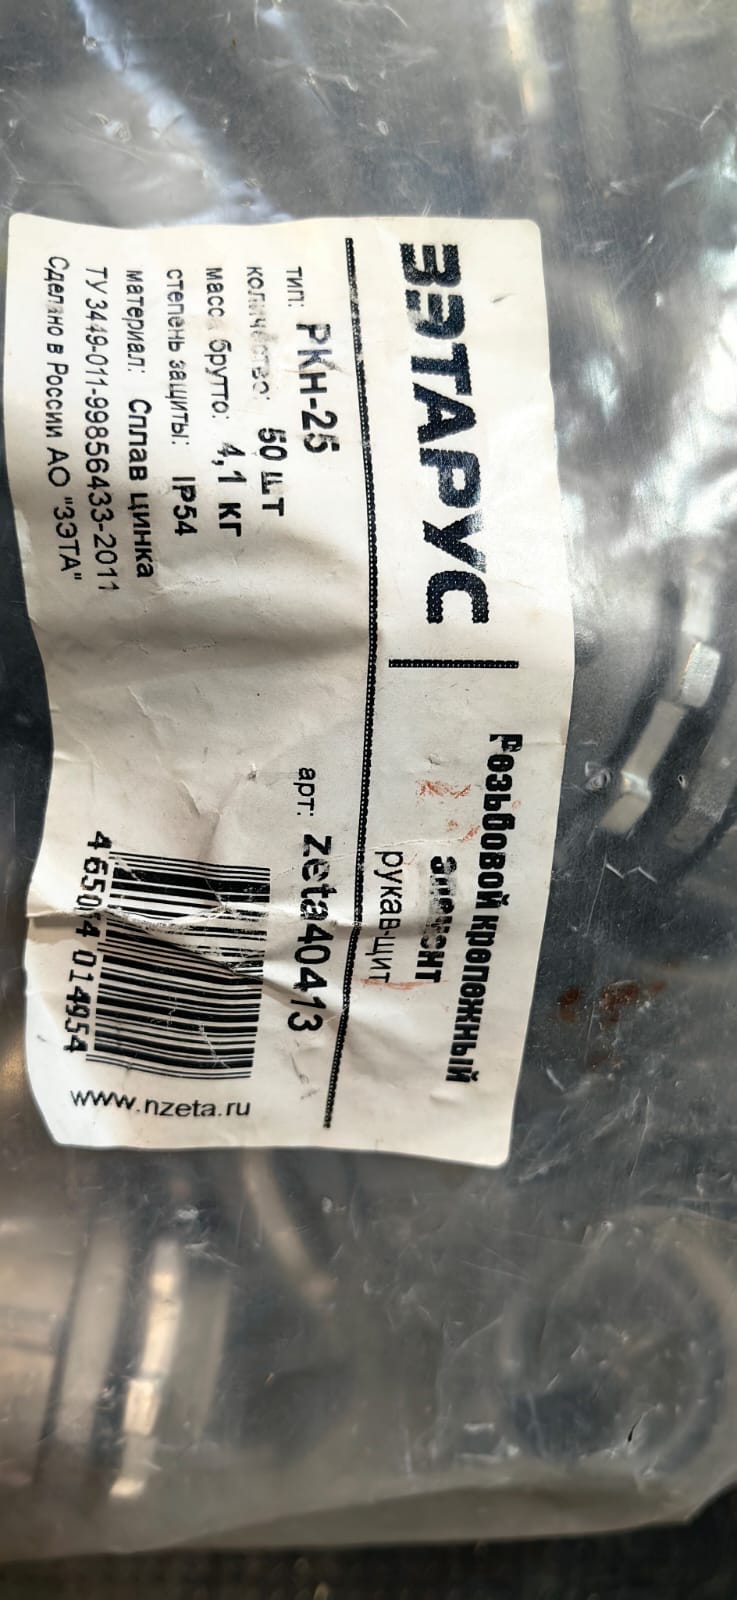 ЗЭТАРУС
Резьбовой крепежный
элемент
рукав-щит
тип: РКн-25
арт: zeta40413
количество: 50 шт
масса брутто: 4,1 кг
степень защиты: IP54
материал: Сплав цинка
ТУ 3449-011-99856433-2011
Сделано в России АО "ЗЭТА"
4 650
4 014954
www.nzeta.ru